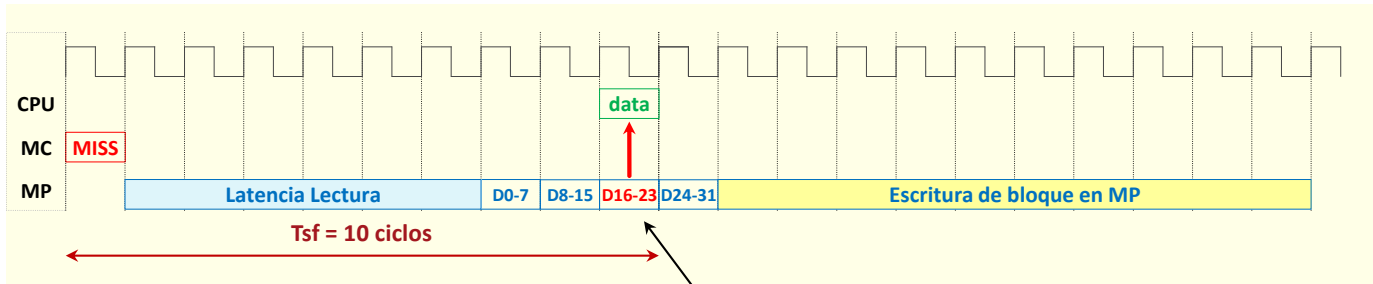 CPU data
MC MISS
MP Latencia Lectura D0-7 D8-15 D16-23 D24-31 Escritura de bloque en MP
Tsf = 10 ciclos